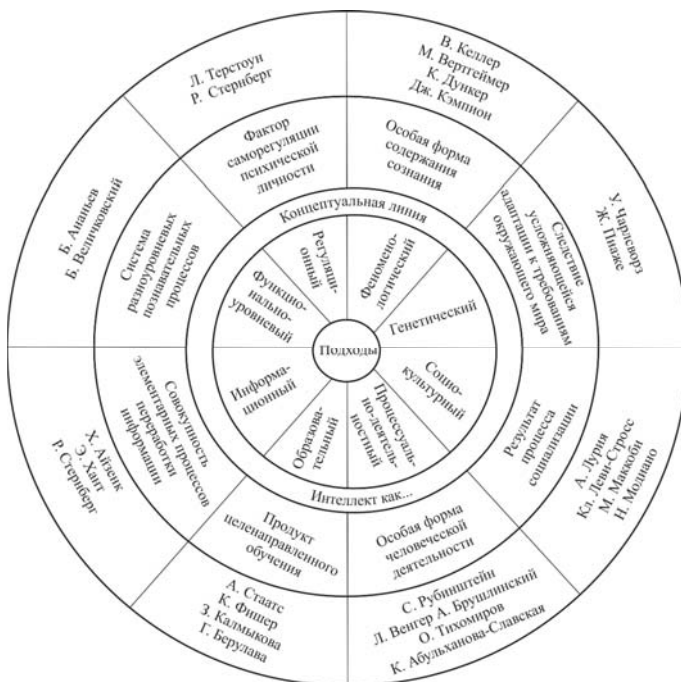 В. Келлер
М. Вертгеймер
К. Дункер
Дж. Кэмпион
Л. Терстоун
Р. Стернберг
Фактор
саморегуляции
психической
личности
Особая форма
содержания
сознания
У. Чарлеворз
Ж. Пиаже
Б. Ананьев
Б. Величковский
Система
разноуровневых
познавательных
процессов
Концептуальная линия
Следствие
усложняющейся
адаптации к требованиям
окружающего мира
Регуляци-
онный
Феномено-
логический
Функцио-
нально-
уровневый
Генетический
Подходы
Информа-
ционный
Социо-
культурный
Образова-
тельный
Процессуаль-
но-деятель-
ностный
Совокупность
элементарных процессов
переработки
информации
Результат
процесса
социализации
Х. Айзенк
Э. Хант
Р. Стернберг
А. Лурия
Кл. Леви-Стросс
М. Маккоби
Н. Модиано
Интеллект как...
Продукт
целенаправленного
обучения
Особая форма
человеческой
деятельности
А. Стаатс
К. Фишер
З. Калмыкова
Г. Берулава
С. Рубинштейн
Л. Венгер А. Брушлинский
О. Тихомиров
К. Абульханова-Славская